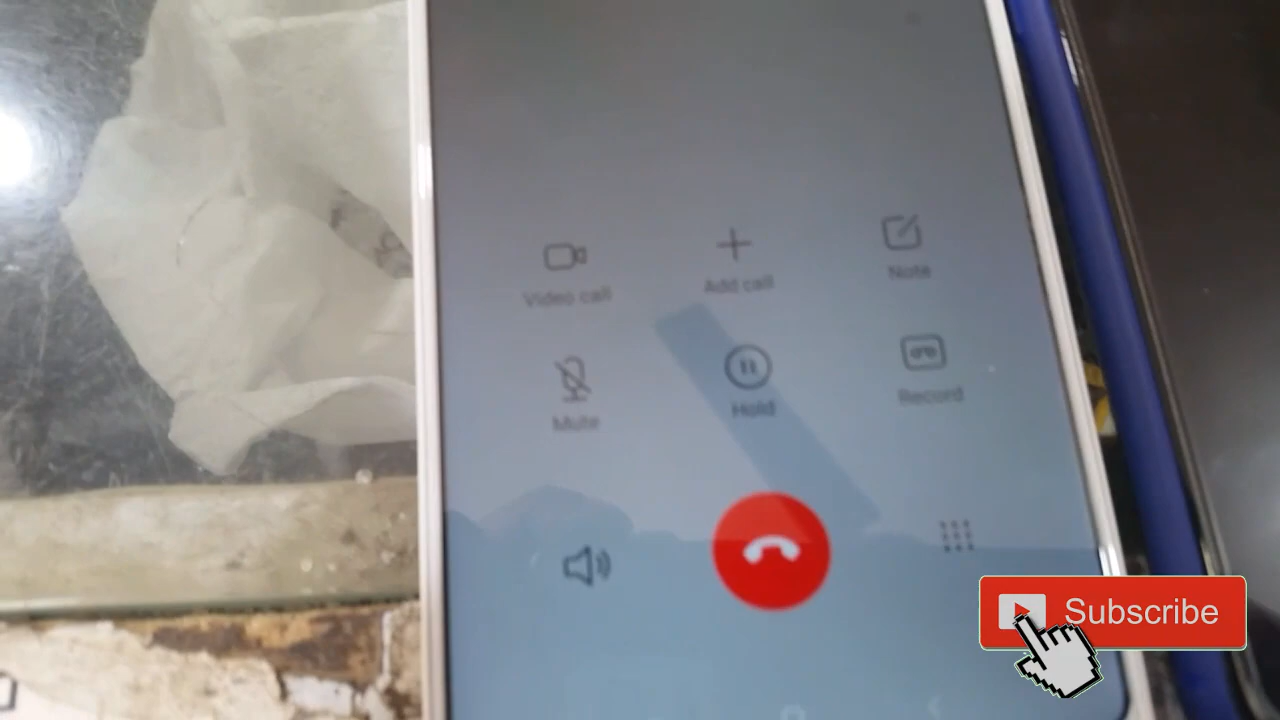 Video call
Add call
Note
Mute
Hold
Record
Subscribe